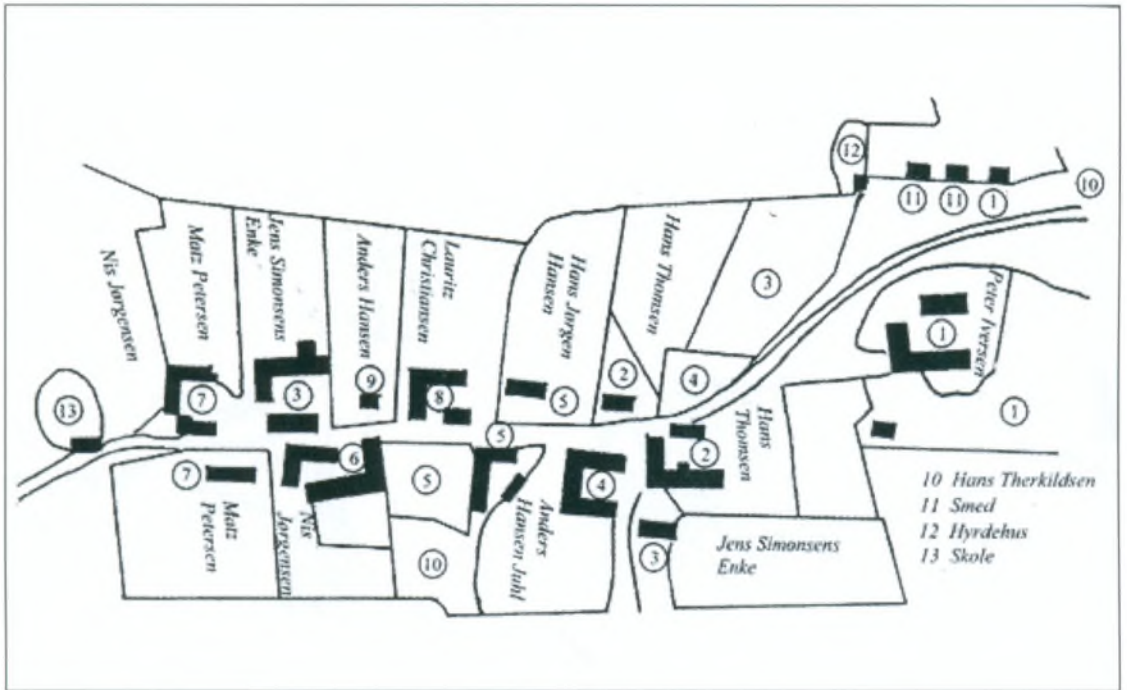 12
11
11
1
10
Nis Jørgensen
Matz Petersen
Jens Simonsens
Enke
Anders Hansen
Lauritz
Christiansen
Hans Jørgen
Hansen
Hans Thomsen
3
Peter Iversen
1
1
13
7
3
9
8
5
2
4
Hans
Thomsen
2
5
6
5
4
7
Matz
Petersen
Nis
Jørgensen
10
Anders
Hansen Juhl
3
Jens Simonsens
Enke
10 Hans Therkildsen
11 Smed
12 Hyrdehus
13 Skole